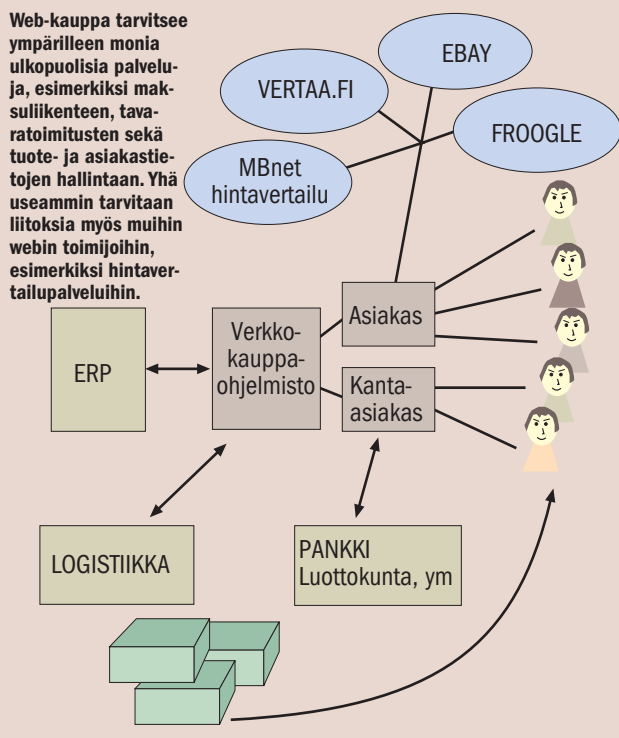 Web-kauppa tarvitsee
ympärilleen monia
ulkopuolisia palvelu-
ja, esimerkiksi mak-
suliikenteen, tava-
ratoimitusten sekä
tuote- ja asiakastie-
tojen hallintaan. Yhä
useammin tarvitaan
liitoksia myös muihin
webin toimijoihin,
esimerkiksi hintaver-
tailupalveluihin.
EBAY
VERTAA.FI
FROOGLE
MBnet
hintavertailu
ERP
Verkko-
kauppa-
ohjelmisto
Asiakas
Kanta-
asiakas
LOGISTIIKKA
PANKKI
Luottokunta, ym